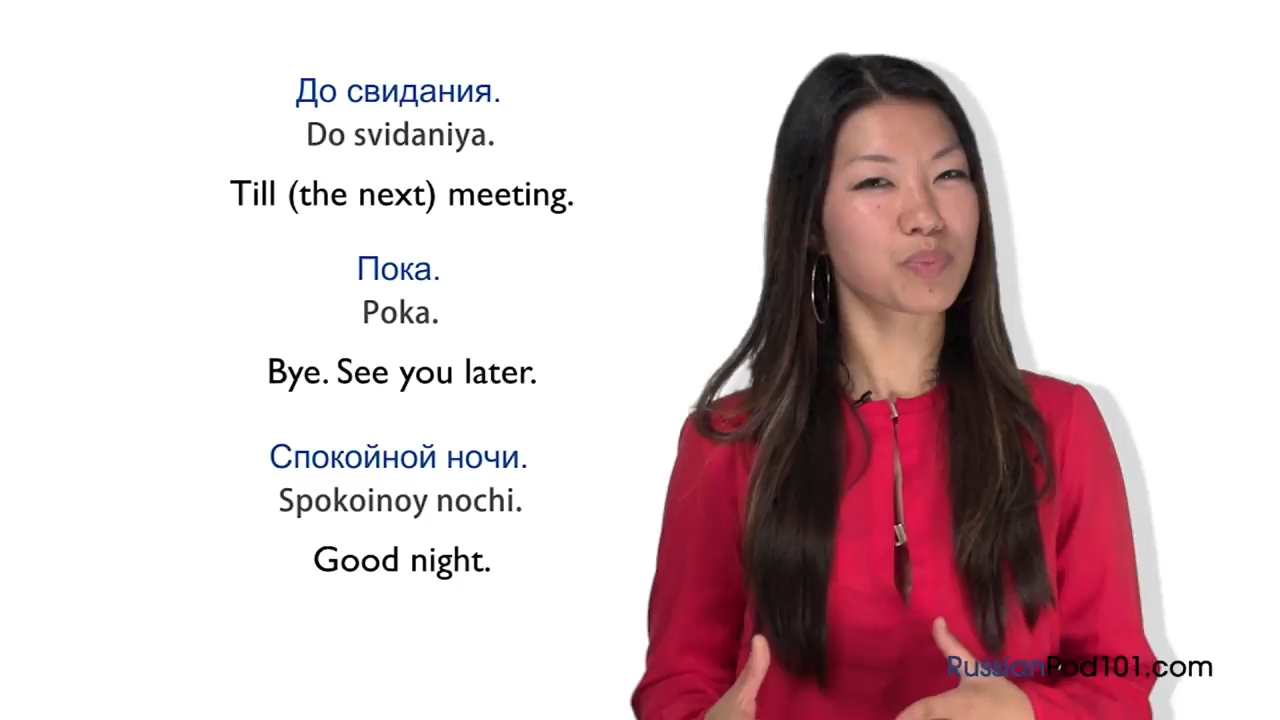 До свидания.
Do svidaniya.
Till (the next) meeting.
Пока.
Poka.
Bye. See you later.
Спокойной ночи.
Spokoinoy nochi.
Good night.
RussianPod101.com